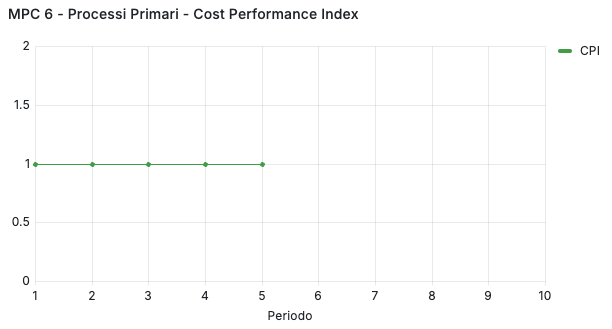 MPC 6 - Processi Primari - Cost Performance Index
2
1.5
1
0.5
0
1 2 3 4 5 6 7 8 9 10
Periodo
CPI